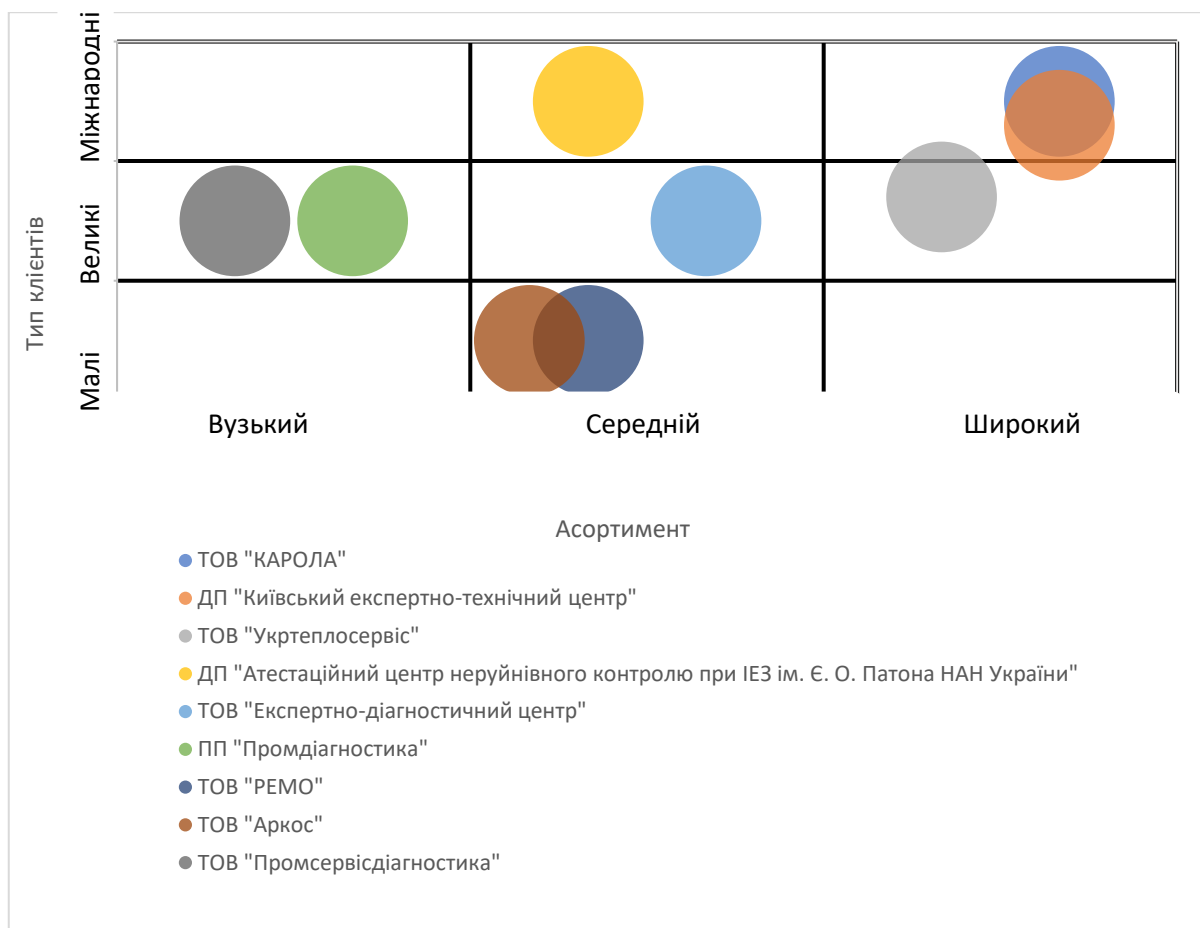 Тип клієнтів
Міжнародні
Великі
Малі
Вузький
Середній
Широкий
Асортимент
ТОВ "КАРОЛА"
ДП "Київський експертно-технічний центр"
ТОВ "Укртеплосервіс"
ДП "Атестаційний центр неруйнівного контролю при ІЕЗ ім. Є. О. Патона НАН України"
ТОВ "Експертно-діагностичний центр"
ПП "Промдіагностика"
ТОВ "РЕМО"
ТОВ "Аркос"
ТОВ "Промсервісдіагностика"